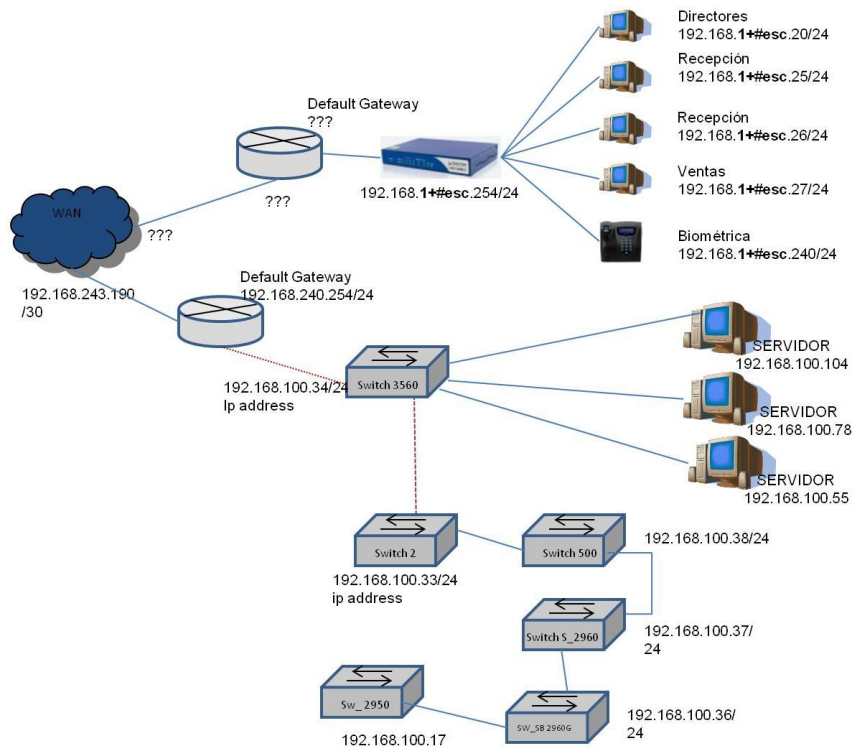 Directores
192.168.1+#esc.20/24
Recepción
192.168.1+#esc.25/24
Default Gateway
???
Recepción
192.168.1+#esc.26/24
Ventas
192.168.1+#esc.27/24
192.168.1+#esc.254/24
???
WAN
???
Biométrica
192.168.1+#esc.240/24
Default Gateway
192.168.240.254/24
192.168.243.190
/30
SERVIDOR
192.168.100.104
192.168.100.34/24
Ip address
Switch 3560
SERVIDOR
192.168.100.78
SERVIDOR
192.168.100.55
Switch 2
Switch 500
192.168.100.38/24
192.168.100.33/24
ip address
Switch S_2960
192.168.100.37/
24
Sw_ 2950
192.168.100.17
SW_SB 2960G
192.168.100.36/
24